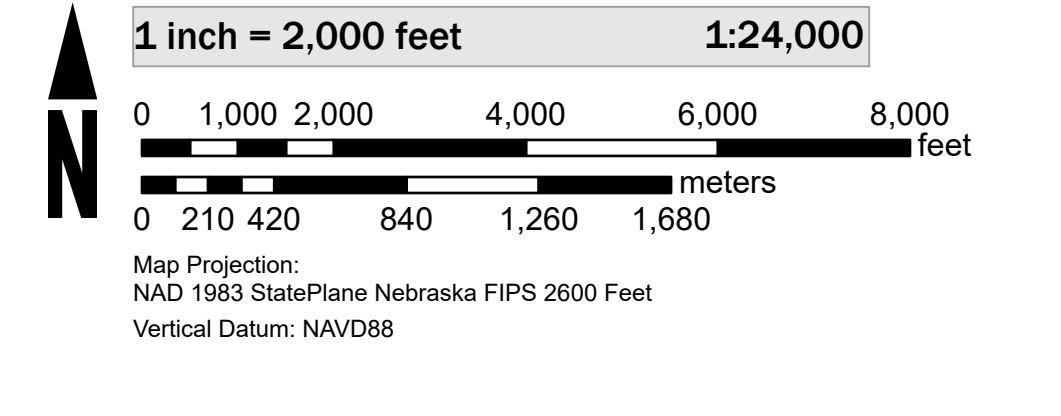 1 inch = 2,000 feet 1:24,000
0 1,000 2,000 4,000 6,000 8,000
feet
meters
0 210 420 840 1,260 1,680
N
Map Projection:
NAD 1983 StatePlane Nebraska FIPS 2600 Feet
Vertical Datum: NAVD88